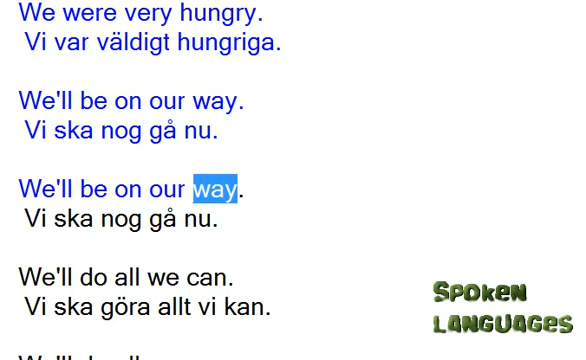 We were very hungry.
Vi var väldigt hungriga.
We'll be on our way.
Vi ska nog gå nu.
We'll be on our way.
Vi ska nog gå nu.
We'll do all we can.
Vi ska göra allt vi kan.
Spoken
Languages